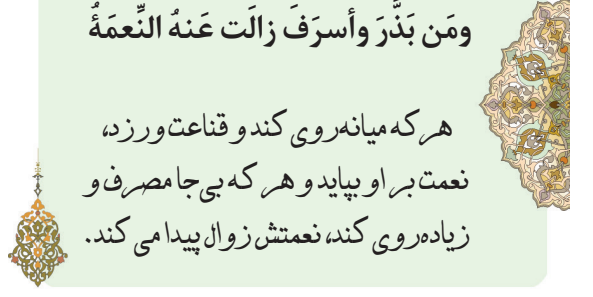 ومَن بَذَّرَ وأسرَفَ زالَت عَنهُ النِّعمَةُ
هر که میانه‌روی کند و قناعت ورزد،
نعمت بر او بپاید و هر که بی‌جا مصرف و
زیاده‌روی کند، نعمتش زوال پیدا می‌کند.